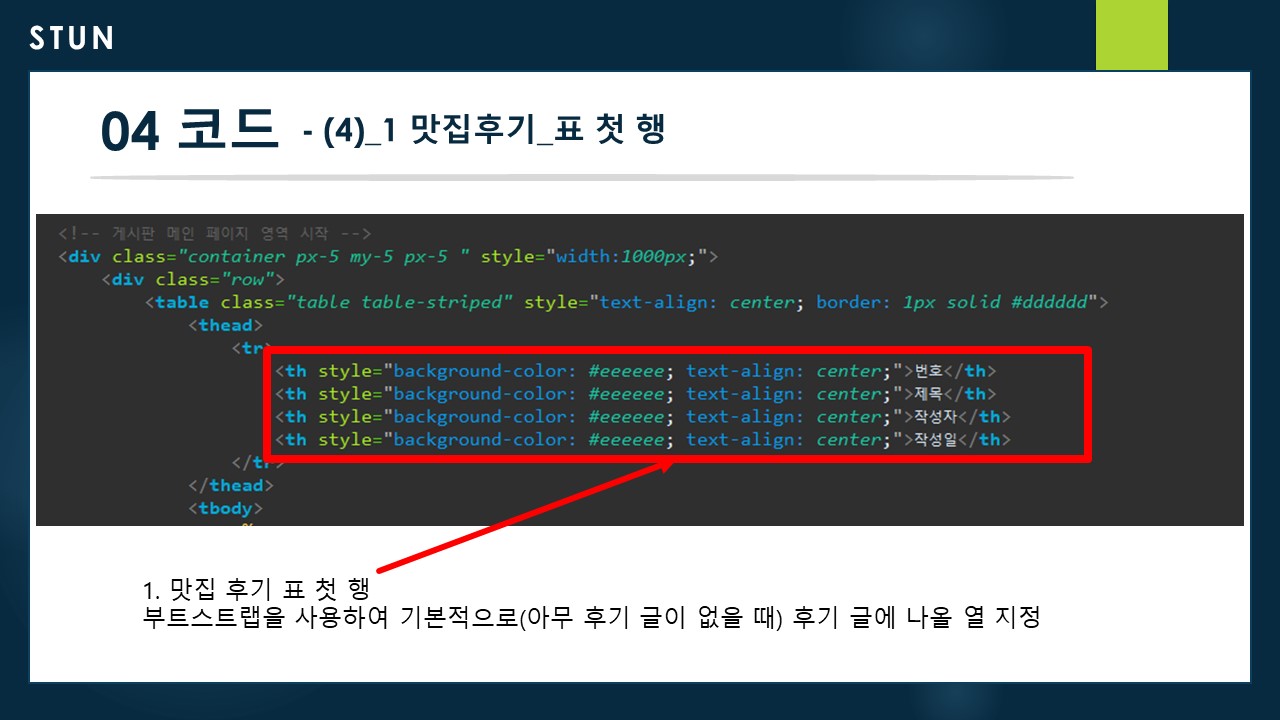 STUN
04 코드 - (4)_1 맛집후기_표 첫 행
<!-- 게시판 메인 페이지 영역 시작 -->
<div class="container px-5 my-5 px-5 " style="width:1000px;">
<div class="row">
<table class="table table-striped" style="text-align: center; border: 1px solid #dddddd">
<thead>
<tr>
<th style="background-color: #eeeeee; text-align: center;">번호</th>
<th style="background-color: #eeeeee; text-align: center;">제목</th>
<th style="background-color: #eeeeee; text-align: center;">작성자</th>
<th style="background-color: #eeeeee; text-align: center;">작성일</th>
</tr>
</thead>
<tbody>
1. 맛집 후기 표 첫 행
부트스트랩을 사용하여 기본적으로(아무 후기 글이 없을 때) 후기 글에 나올 열 지정